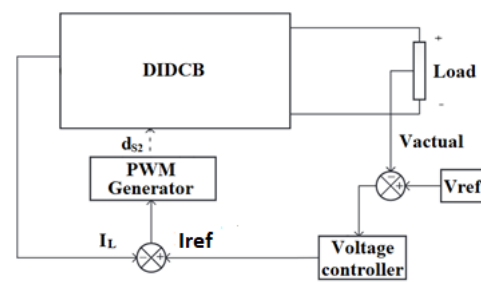 +
DIDCB
Load
-
Vactual
d_S2
PWM
Generator
- +
Vref
I_L
Iref
- +
Voltage
controller